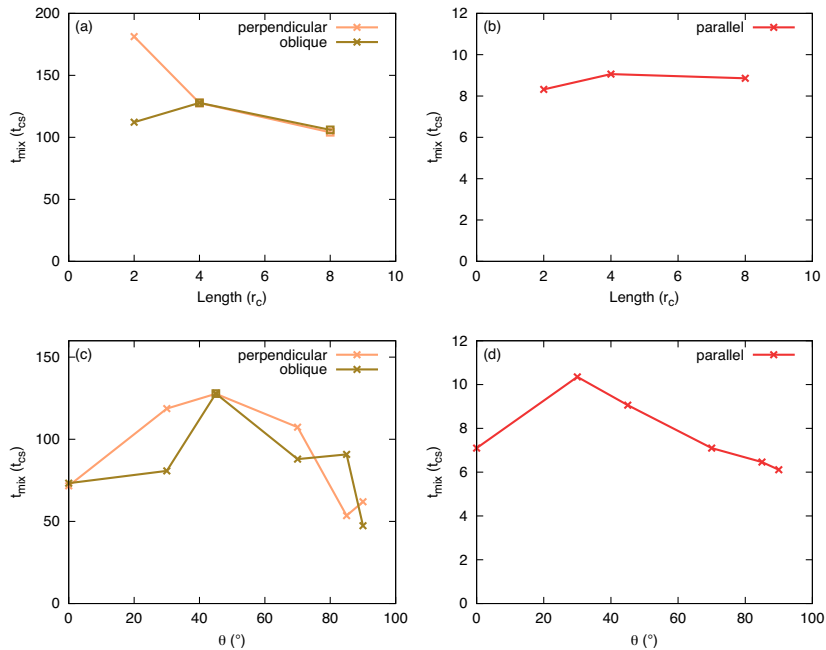 (a)
perpendicular
oblique
200
150
100
50
0
t_mix (t_cs)
0 2 4 6 8 10
Length (r_c)
(b)
parallel
12
10
8
6
4
2
0
t_mix (t_cs)
0 2 4 6 8 10
Length (r_c)
(c)
perpendicular
oblique
150
100
50
0
t_mix (t_cs)
0 20 40 60 80 100
θ (°)
(d)
parallel
12
10
8
6
4
2
0
t_mix (t_cs)
0 20 40 60 80 100
θ (°)